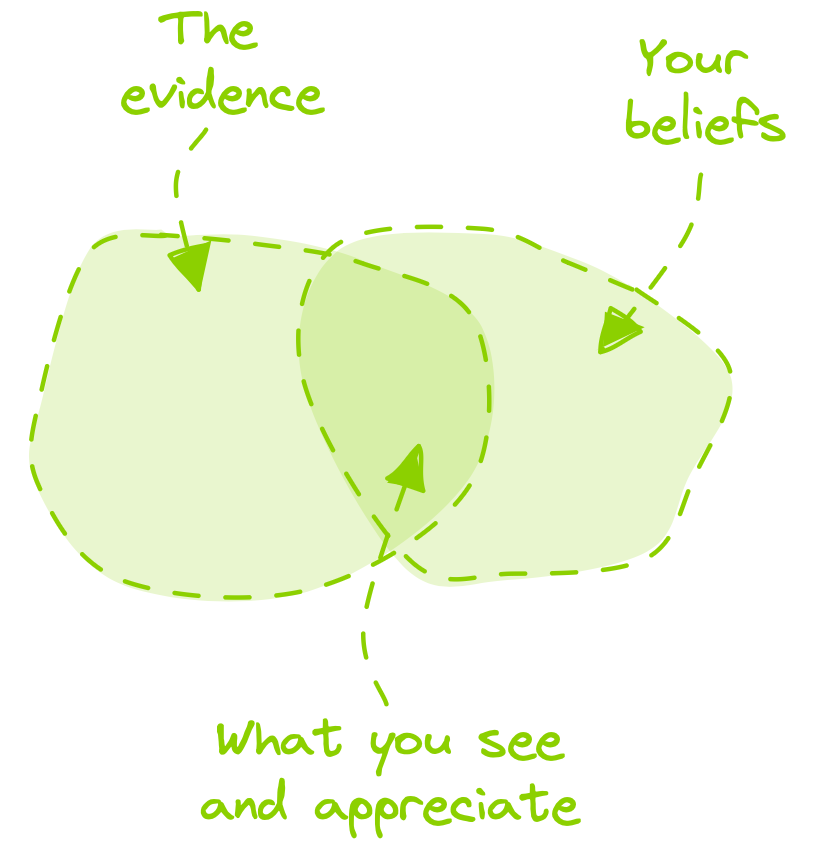 The
evidence
Your
beliefs
What you see
and appreciate